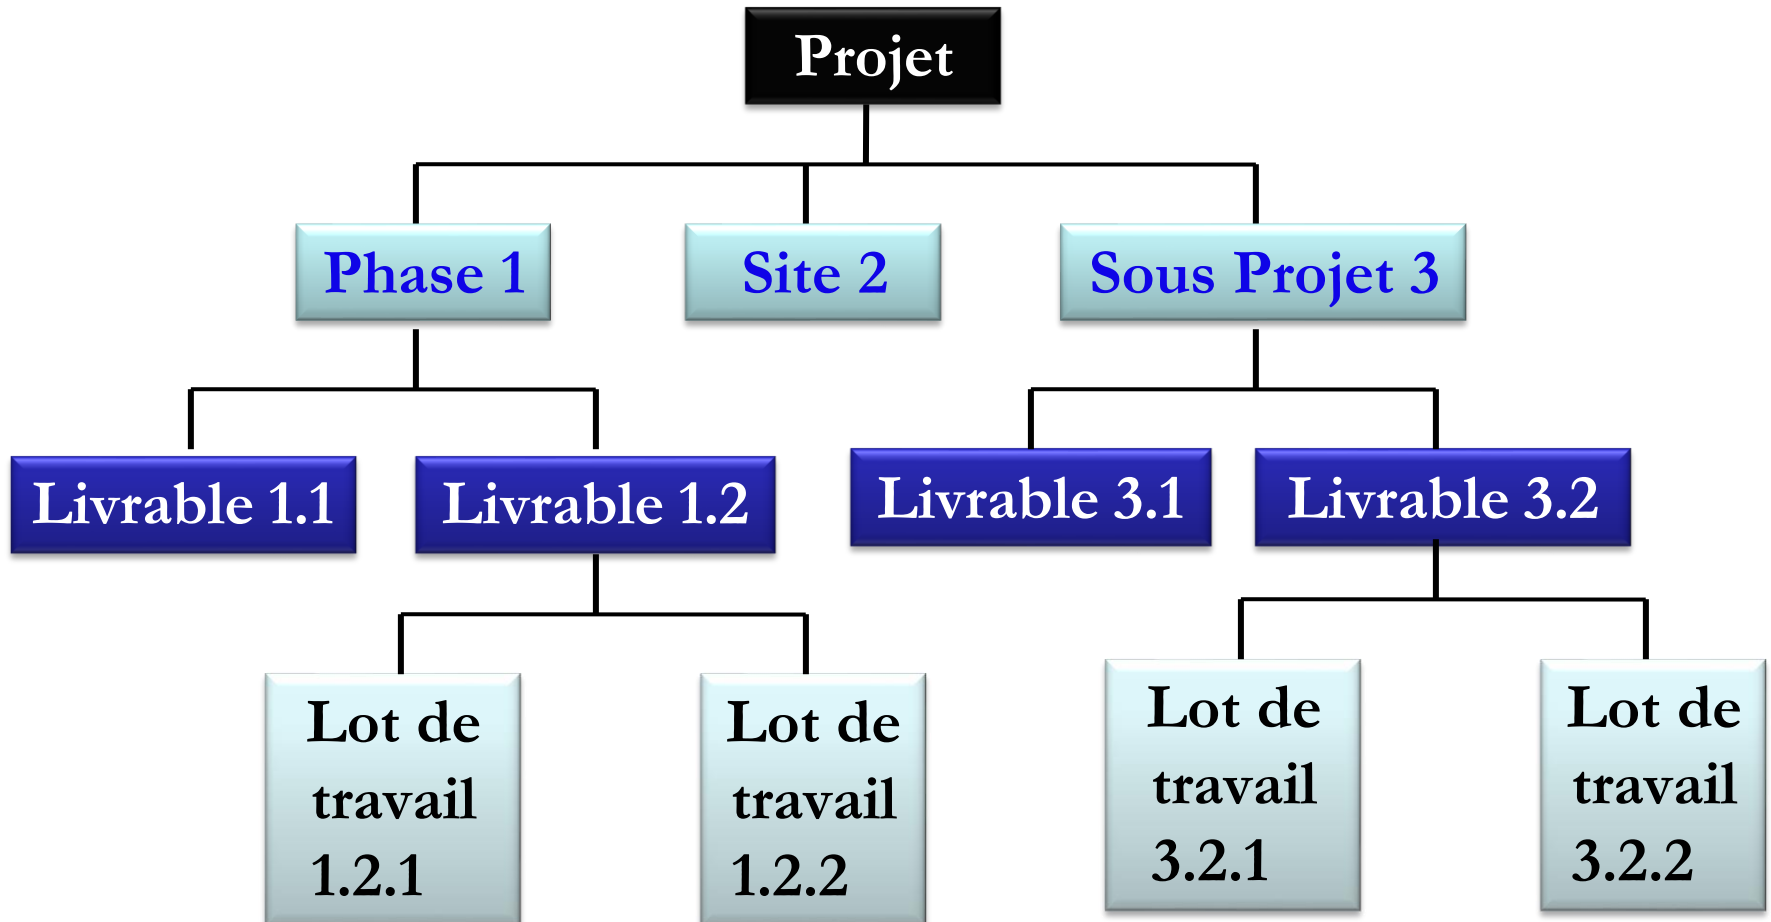 Projet
Phase 1
Site 2
Sous Projet 3
Livrable 1.1
Livrable 1.2
Livrable 3.1
Livrable 3.2
Lot de
travail
1.2.1
Lot de
travail
1.2.2
Lot de
travail
3.2.1
Lot de
travail
3.2.2